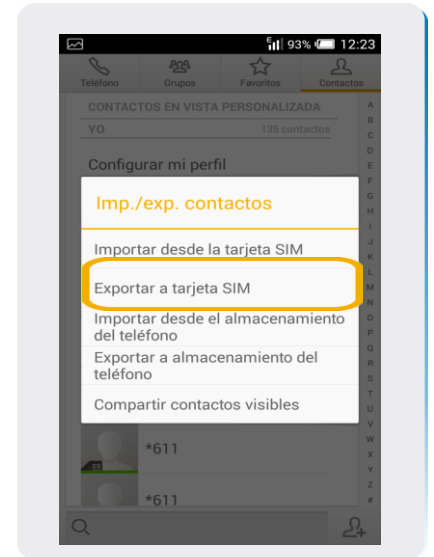 93% 12:23
Teléfono Grupos Favoritos Contactos
CONTACTOS EN VISTA PERSONALIZADA
YO 135 contactos
Configurar mi perfil
Imp./exp. contactos
Importar desde la tarjeta SIM
Exportar a tarjeta SIM
Importar desde el almacenamiento
del teléfono
Exportar a almacenamiento del
teléfono
Compartir contactos visibles
*611
*611
A
B
C
D
E
F
G
H
I
J
K
L
M
N
O
P
Q
R
S
T
U
V
W
X
Y
Z
#